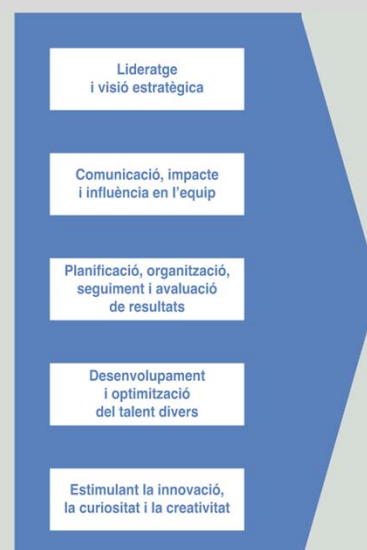 Lideratge
i visió estratègica
Comunicació, impacte
i influència en l'equip
Planificació, organització,
seguiment i avaluació
de resultats
Desenvolupament
i optimització
del talent divers
Estimulant la innovació,
la curiositat i la creativitat